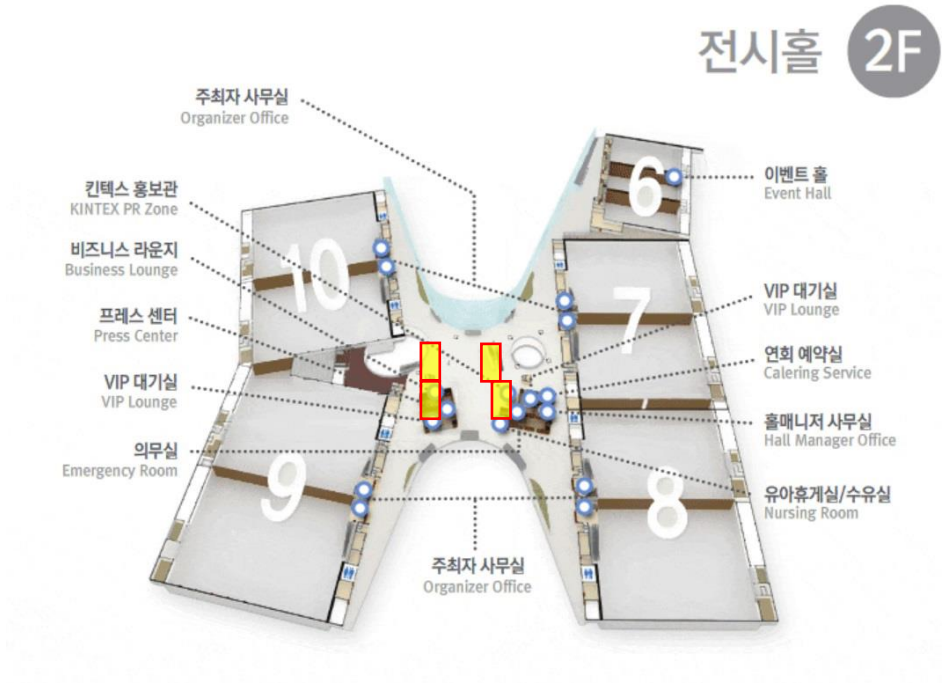 전시홀 2F
주최자 사무실
Organizer Office
킨텍스 홍보관
KINTEX PR Zone
비즈니스 라운지
Business Lounge
프레스 센터
Press Center
VIP 대기실
VIP Lounge
의무실
Emergency Room
이벤트 홀
Event Hall
VIP 대기실
VIP Lounge
연회 예약실
Calering Service
홀매니저 사무실
Hall Manager Office
유아휴게실/수유실
Nursing Room
주최자 사무실
Organizer Office
6
10
7
9
8